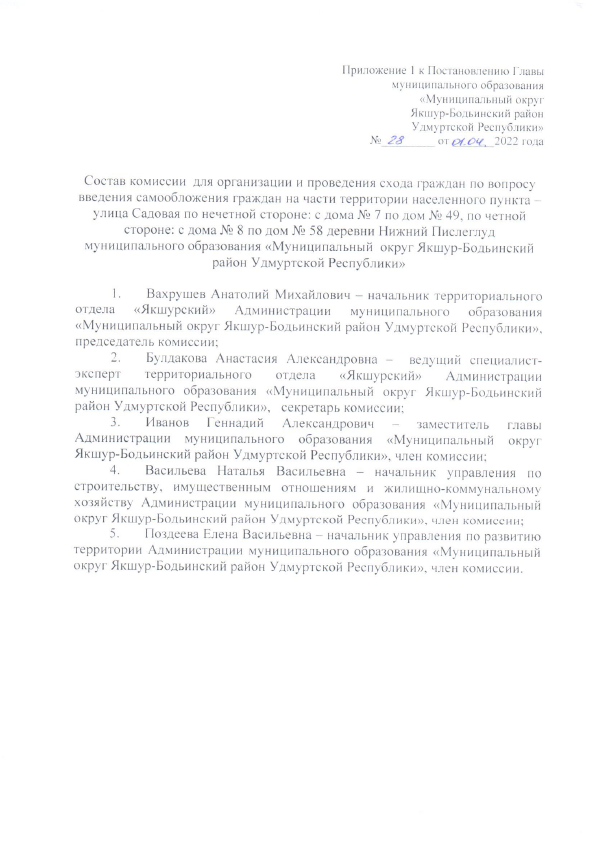 Приложение 1 к Постановлению Главы
муниципального образования
«Муниципальный округ
Якшур-Бодьинский район
Удмуртской Республики»
№ 28 от 01.04. 2022 года
Состав комиссии для организации и проведения схода граждан по вопросу
введения самообложения граждан на части территории населенного пункта –
улица Садовая по нечетной стороне: с дома № 7 по дом № 49, по четной
стороне: с дома № 8 по дом № 58 деревни Нижний Пислеглуд
муниципального образования «Муниципальный округ Якшур-Бодьинский
район Удмуртской Республики»
1. Вахрушев Анатолий Михайлович – начальник территориального
отдела «Якшурский» Администрации муниципального образования
«Муниципальный округ Якшур-Бодьинский район Удмуртской Республики»,
председатель комиссии;
2. Булдакова Анастасия Александровна – ведущий специалист-
эксперт территориального отдела «Якшурский» Администрации
муниципального образования «Муниципальный округ Якшур-Бодьинский
район Удмуртской Республики», секретарь комиссии;
3. Иванов Геннадий Александрович – заместитель главы
Администрации муниципального образования «Муниципальный округ
Якшур-Бодьинский район Удмуртской Республики», член комиссии;
4. Васильева Наталья Васильевна – начальник управления по
строительству, имущественным отношениям и жилищно-коммунальному
хозяйству Администрации муниципального образования «Муниципальный
округ Якшур-Бодьинский район Удмуртской Республики», член комиссии;
5. Поздеева Елена Васильевна – начальник управления по развитию
территории Администрации муниципального образования «Муниципальный
округ Якшур-Бодьинский район Удмуртской Республики», член комиссии.